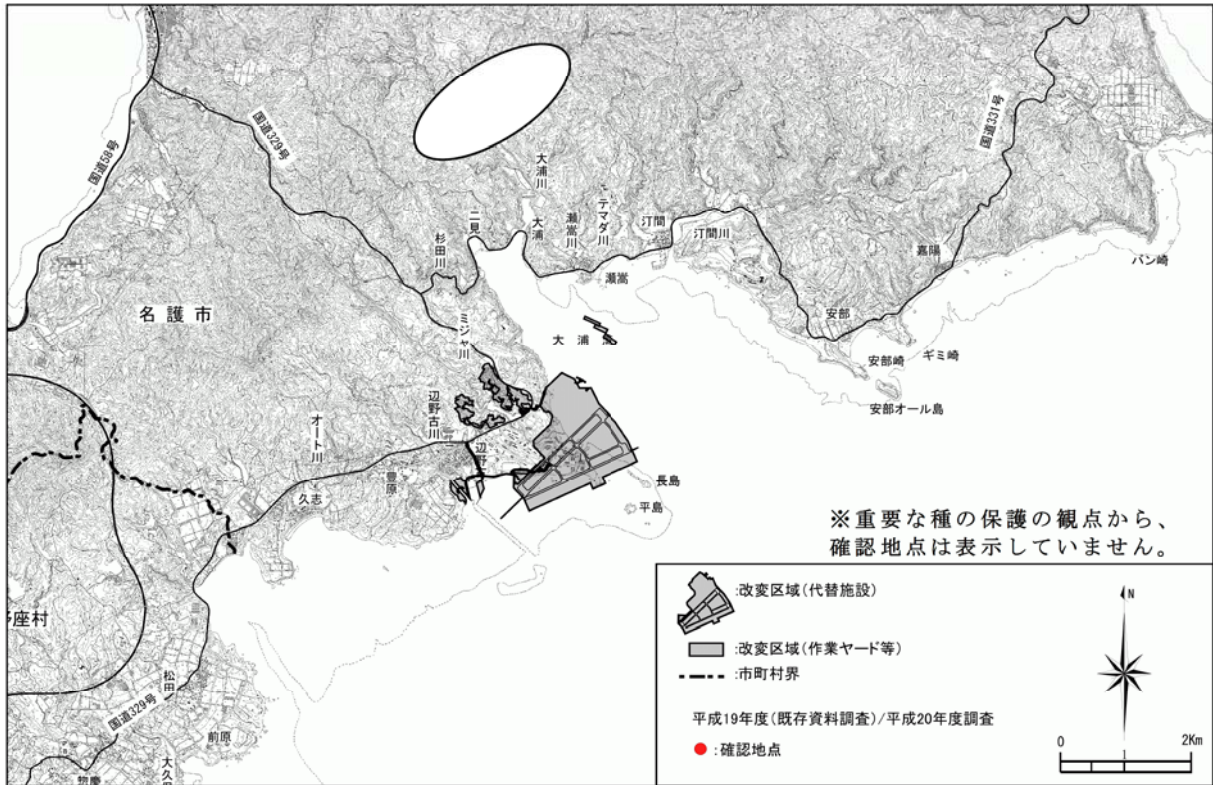 国道58号
国道329号
国道331号
大浦川
二見
大浦
瀬嵩川
テマダ川
汀間
汀間川
杉田川
瀬嵩
嘉陽
バン崎
名護市
ミジャ川
大浦
安部
安部崎
ギミ崎
安部オール島
辺野古川
オート川
辺野
豊原
久志
長島
平島
※重要な種の保護の観点から、
確認地点は表示していません。
座村
松田
国道329号
前原
大久
惣慶
:改変区域(代替施設)
:改変区域(作業ヤード等)
:市町村界
平成19年度(既存資料調査)/平成20年度調査
:確認地点
N
0 1 2Km